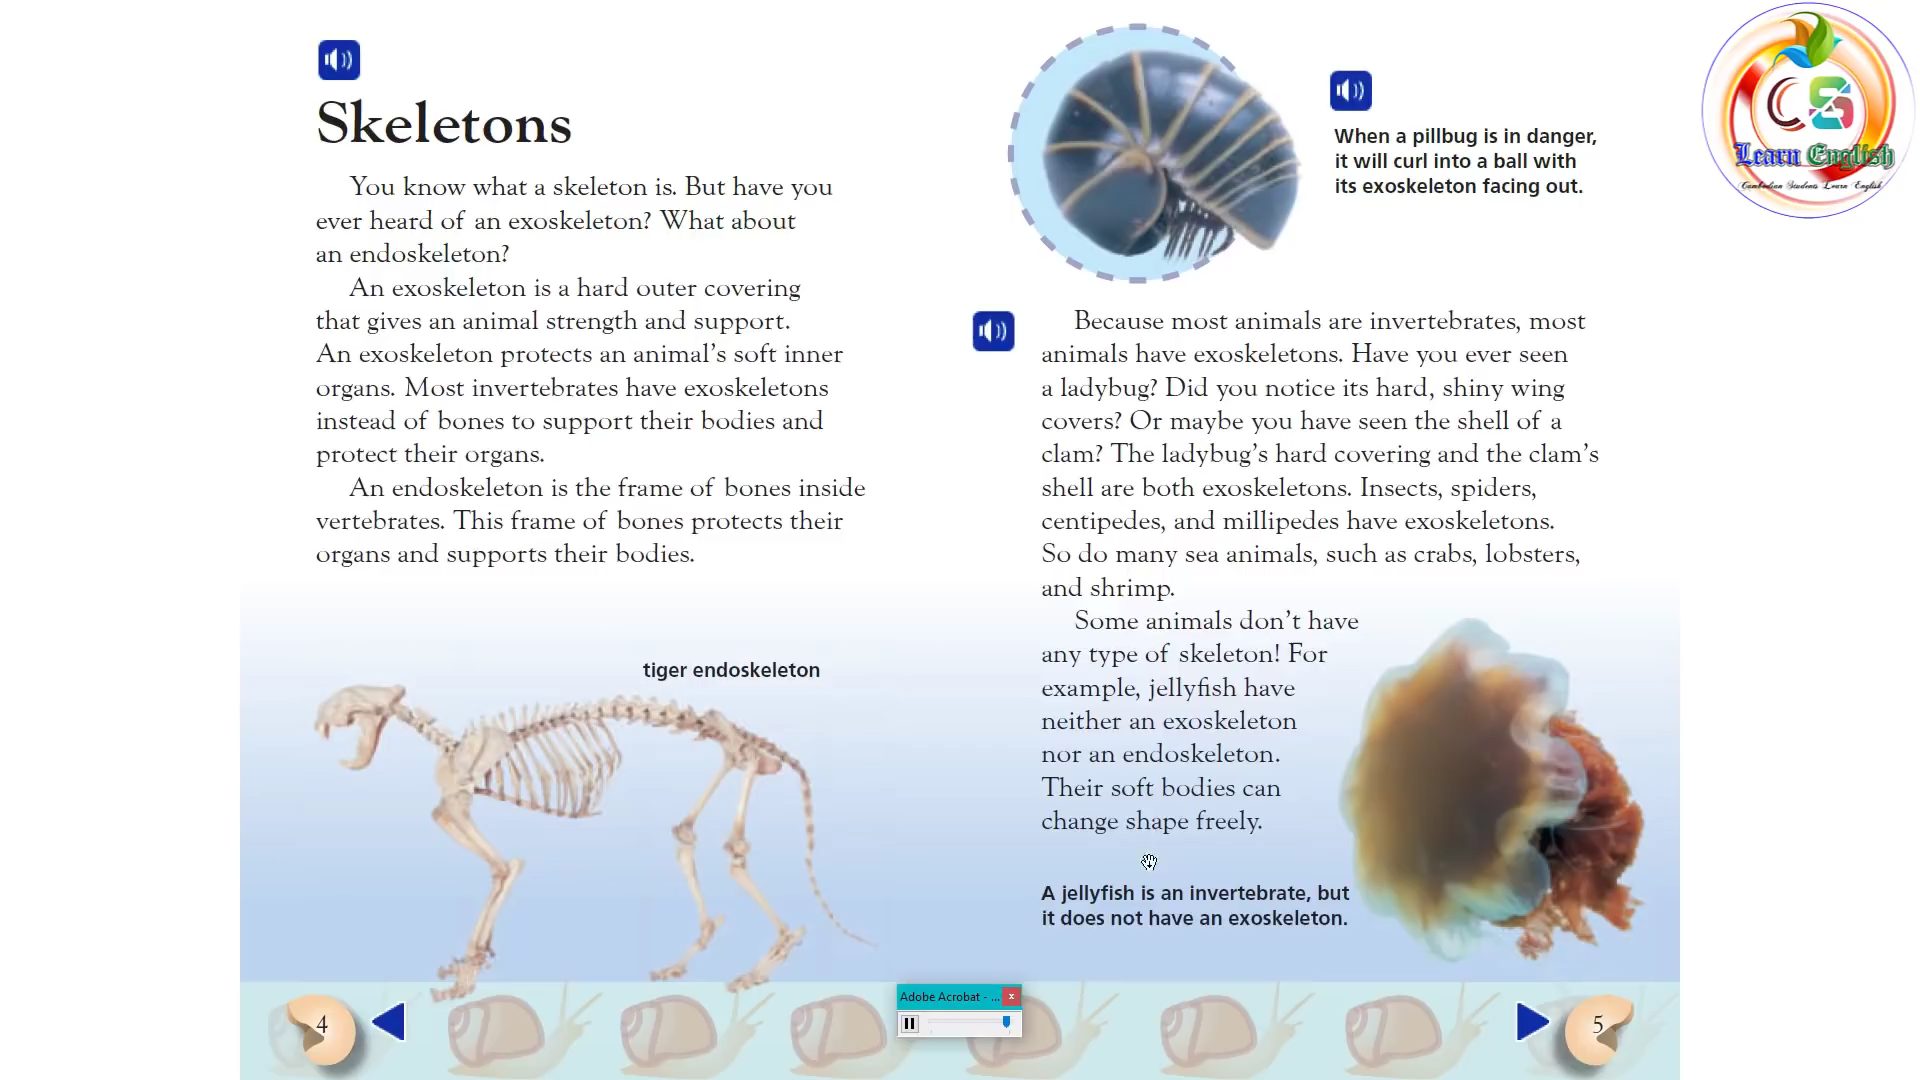 Skeletons
You know what a skeleton is. But have you
ever heard of an exoskeleton? What about
an endoskeleton?
An exoskeleton is a hard outer covering
that gives an animal strength and support.
An exoskeleton protects an animal's soft inner
organs. Most invertebrates have exoskeletons
instead of bones to support their bodies and
protect their organs.
An endoskeleton is the frame of bones inside
vertebrates. This frame of bones protects their
organs and supports their bodies.
tiger endoskeleton
4
When a pillbug is in danger,
it will curl into a ball with
its exoskeleton facing out.
Because most animals are invertebrates, most
animals have exoskeletons. Have you ever seen
a ladybug? Did you notice its hard, shiny wing
covers? Or maybe you have seen the shell of a
clam? The ladybug's hard covering and the clam's
shell are both exoskeletons. Insects, spiders,
centipedes, and millipedes have exoskeletons.
So do many sea animals, such as crabs, lobsters,
and shrimp.
Some animals don't have
any type of skeleton! For
example, jellyfish have
neither an exoskeleton
nor an endoskeleton.
Their soft bodies can
change shape freely.
A jellyfish is an invertebrate, but
it does not have an exoskeleton.
5
Adobe Acrobat - ...
x
CS
Learn English
Cambodian Students Learn English